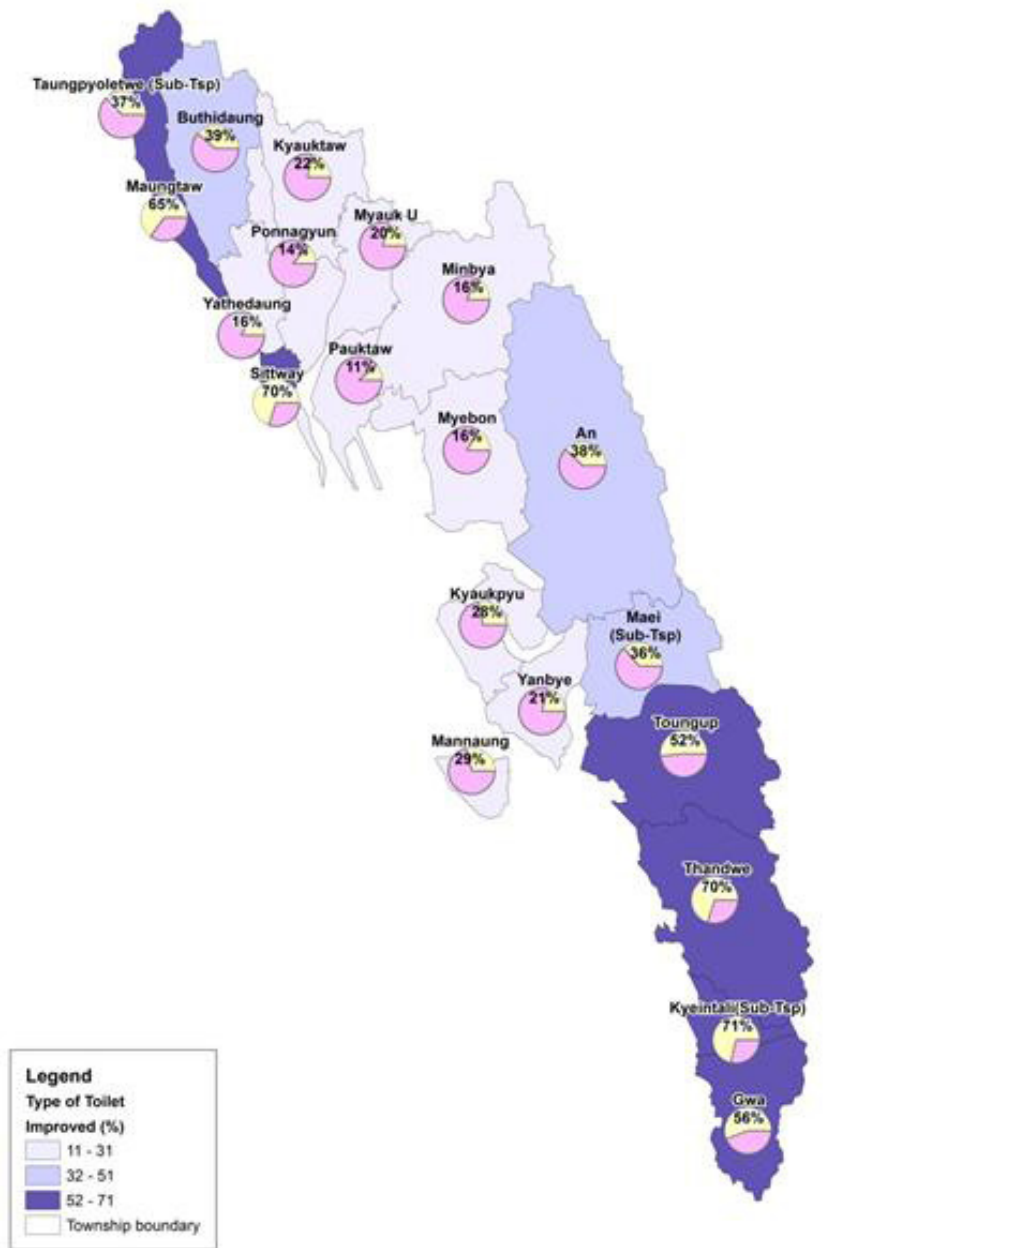 Taungpyoletwe (Sub-Tsp)
37%
Buthidaung
39%
Kyauktaw
22%
Maungtaw
65%
Myauk U
20%
Ponnagyun
14%
Minbya
16%
Yathedaung
16%
Pauktaw
11%
Sittway
70%
Myebon
16%
An
38%
Kyaukpyu
28%
Maei
(Sub-Tsp)
36%
Yanbye
21%
Toungup
52%
Mannaung
29%
Thandwe
70%
Kyeintali(Sub-Tsp)
71%
Gwa
56%
Legend
Type of Toilet
Improved (%)
11 - 31
32 - 51
52 - 71
Township boundary